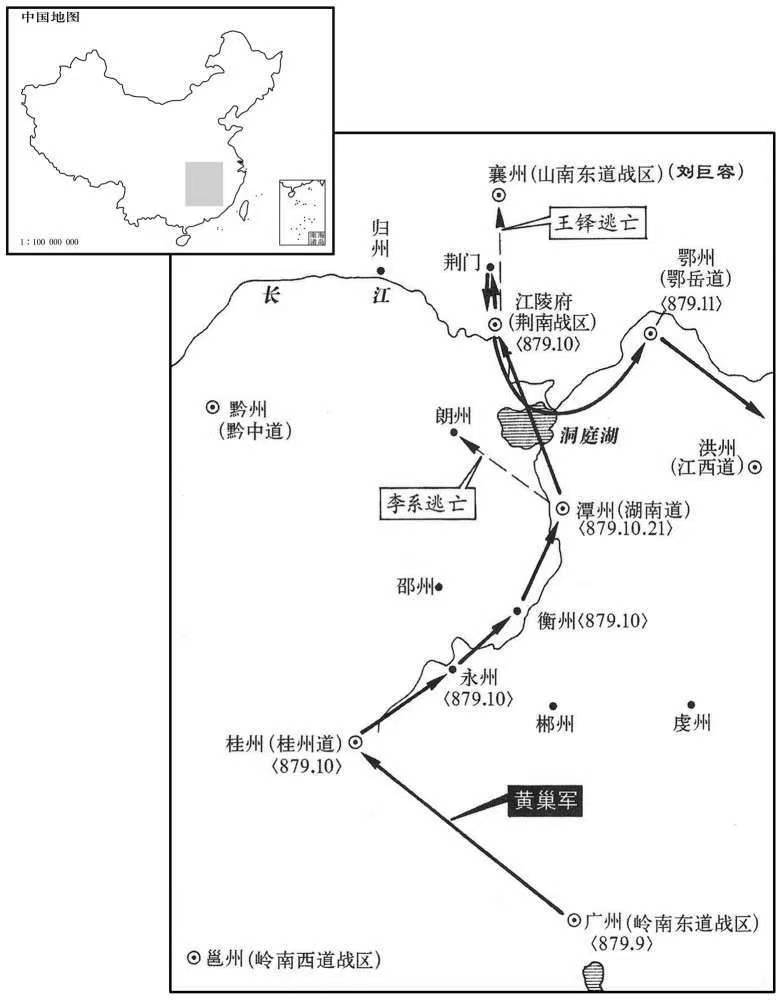 中国地图
1：100 000 000
南海
诸岛
襄州(山南东道战区)(刘巨容)
王铎逃亡
归州
荆门
鄂州
(鄂岳道)
〈879.11〉
长江
江陵府
(荆南战区)
〈879.10〉
黔州
(黔中道)
朗州
洞庭湖
洪州
(江西道)
李系逃亡
潭州(湖南道)
〈879.10.21〉
邵州
衡州〈879.10〉
永州
〈879.10〉
郴州
虔州
桂州(桂州道)
〈879.10〉
黄巢军
广州(岭南东道战区)
〈879.9〉
邕州(岭南西道战区)